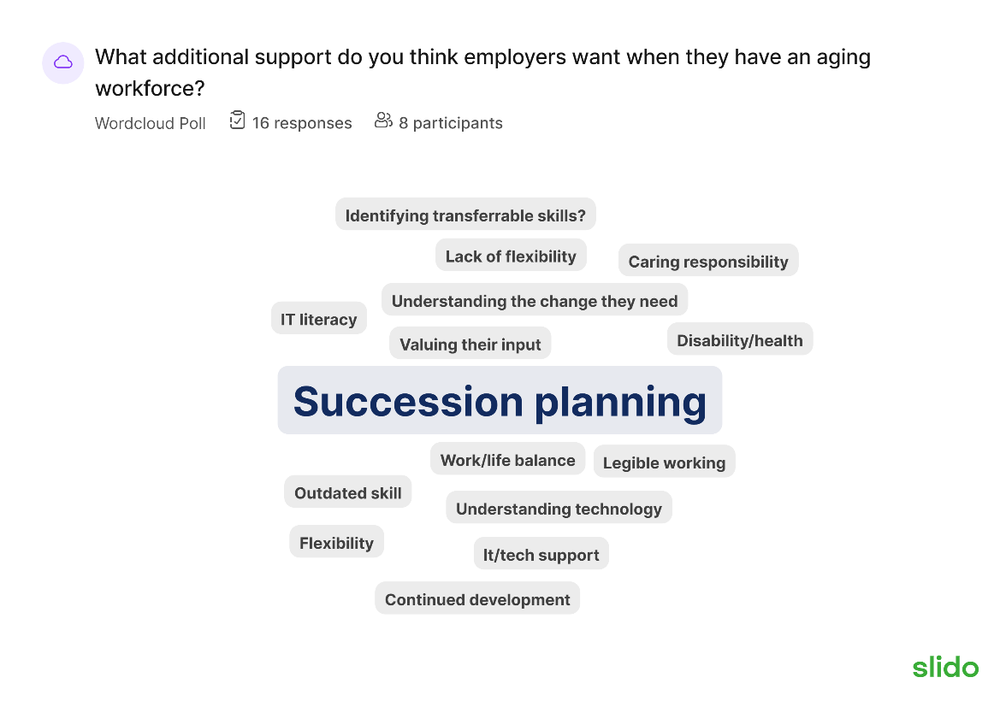 What additional support do you think employers want when they have an aging
workforce?
Wordcloud Poll 16 responses 8 participants
Identifying transferrable skills?
Lack of flexibility
Caring responsibility
Understanding the change they need
IT literacy
Valuing their input
Disability/health
Succession planning
Work/life balance
Legible working
Outdated skill
Understanding technology
Flexibility
It/tech support
Continued development
slido